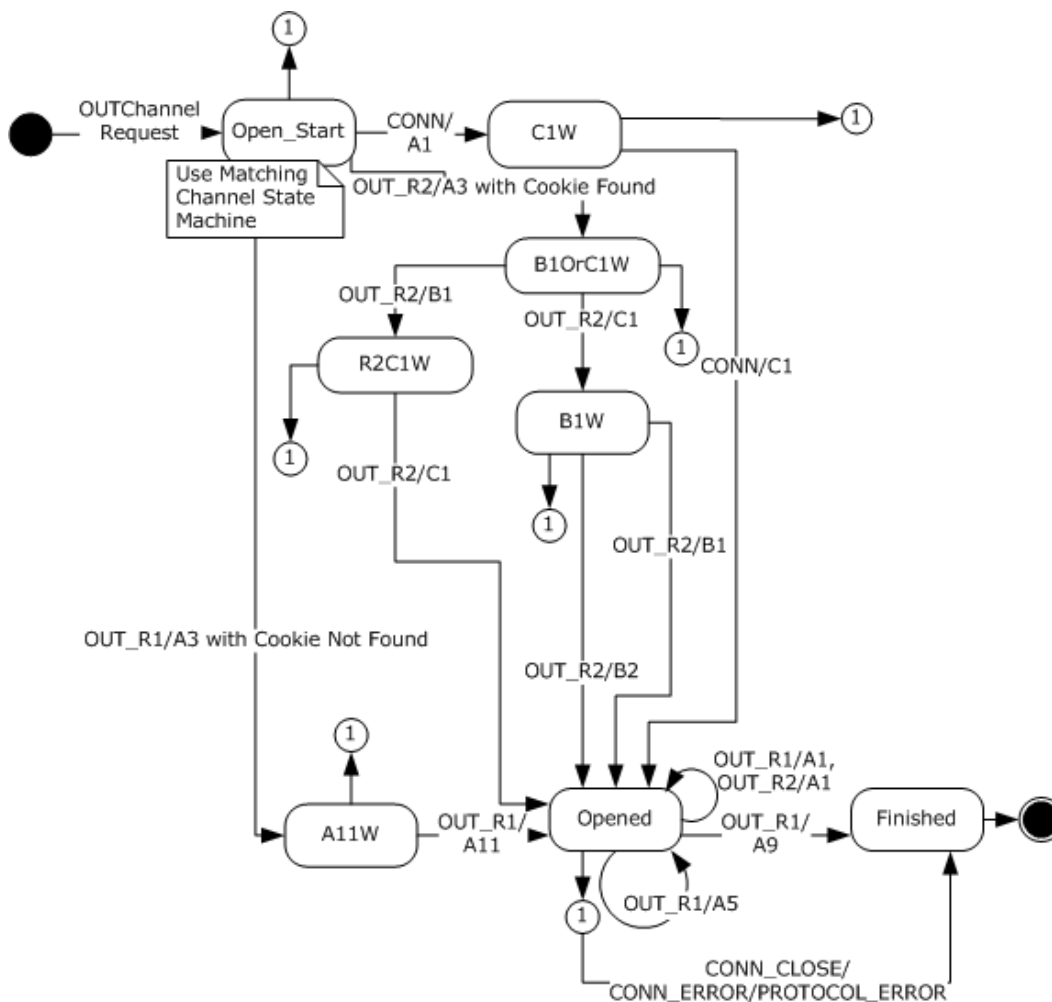 1
OUTChannel
Request
Open_Start
CONN/
A1
C1W
1
Use Matching
Channel State
Machine
OUT_R2/A3 with Cookie Found
B1OrC1W
OUT_R2/B1
OUT_R2/C1
1
R2C1W
CONN/C1
B1W
1
OUT_R2/C1
1
OUT_R2/B1
OUT_R1/A3 with Cookie Not Found
OUT_R2/B2
1
OUT_R1/A1,
OUT_R2/A1
A11W
OUT_R1/
A11
Opened
OUT_R1/
A9
Finished
OUT_R1/A5
1
CONN_CLOSE/
CONN_ERROR/PROTOCOL_ERROR